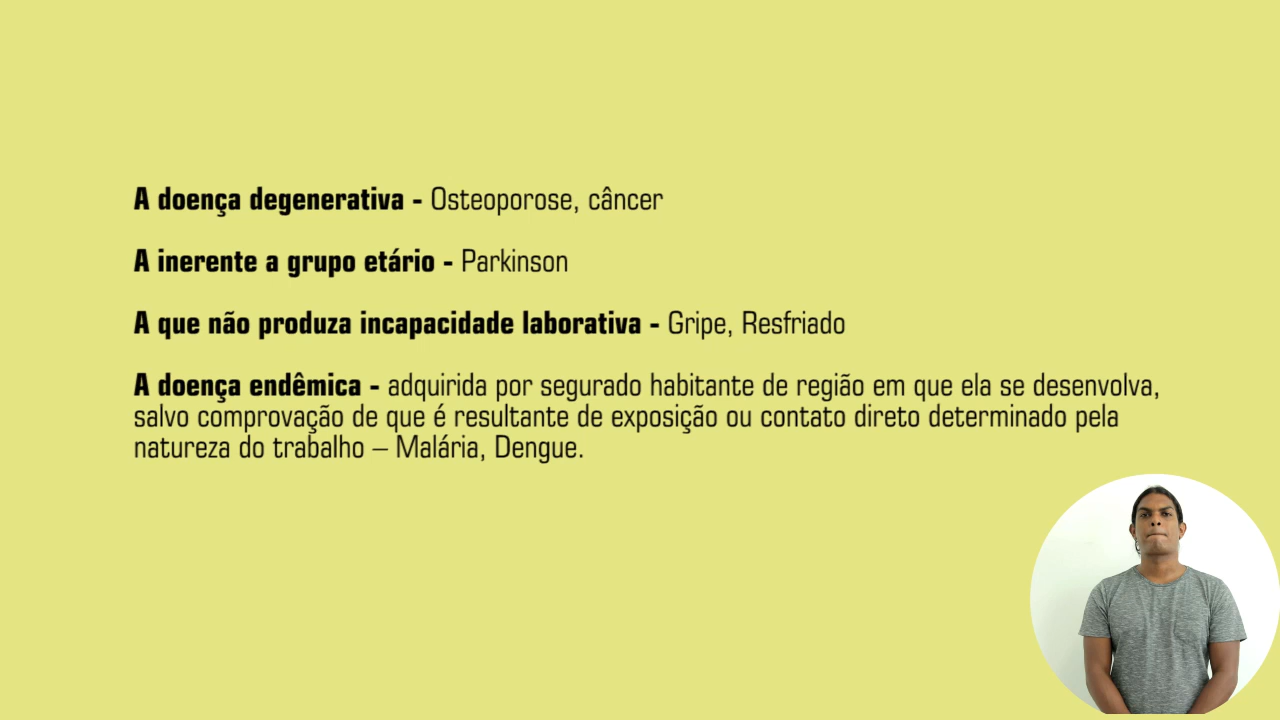 A doença degenerativa - Osteoporose, câncer
A inerente a grupo etário - Parkinson
A que não produza incapacidade laborativa - Gripe, Resfriado
A doença endêmica - adquirida por segurado habitante de região em que ela se desenvolva,
salvo comprovação de que é resultante de exposição ou contato direto determinado pela
natureza do trabalho – Malária, Dengue.